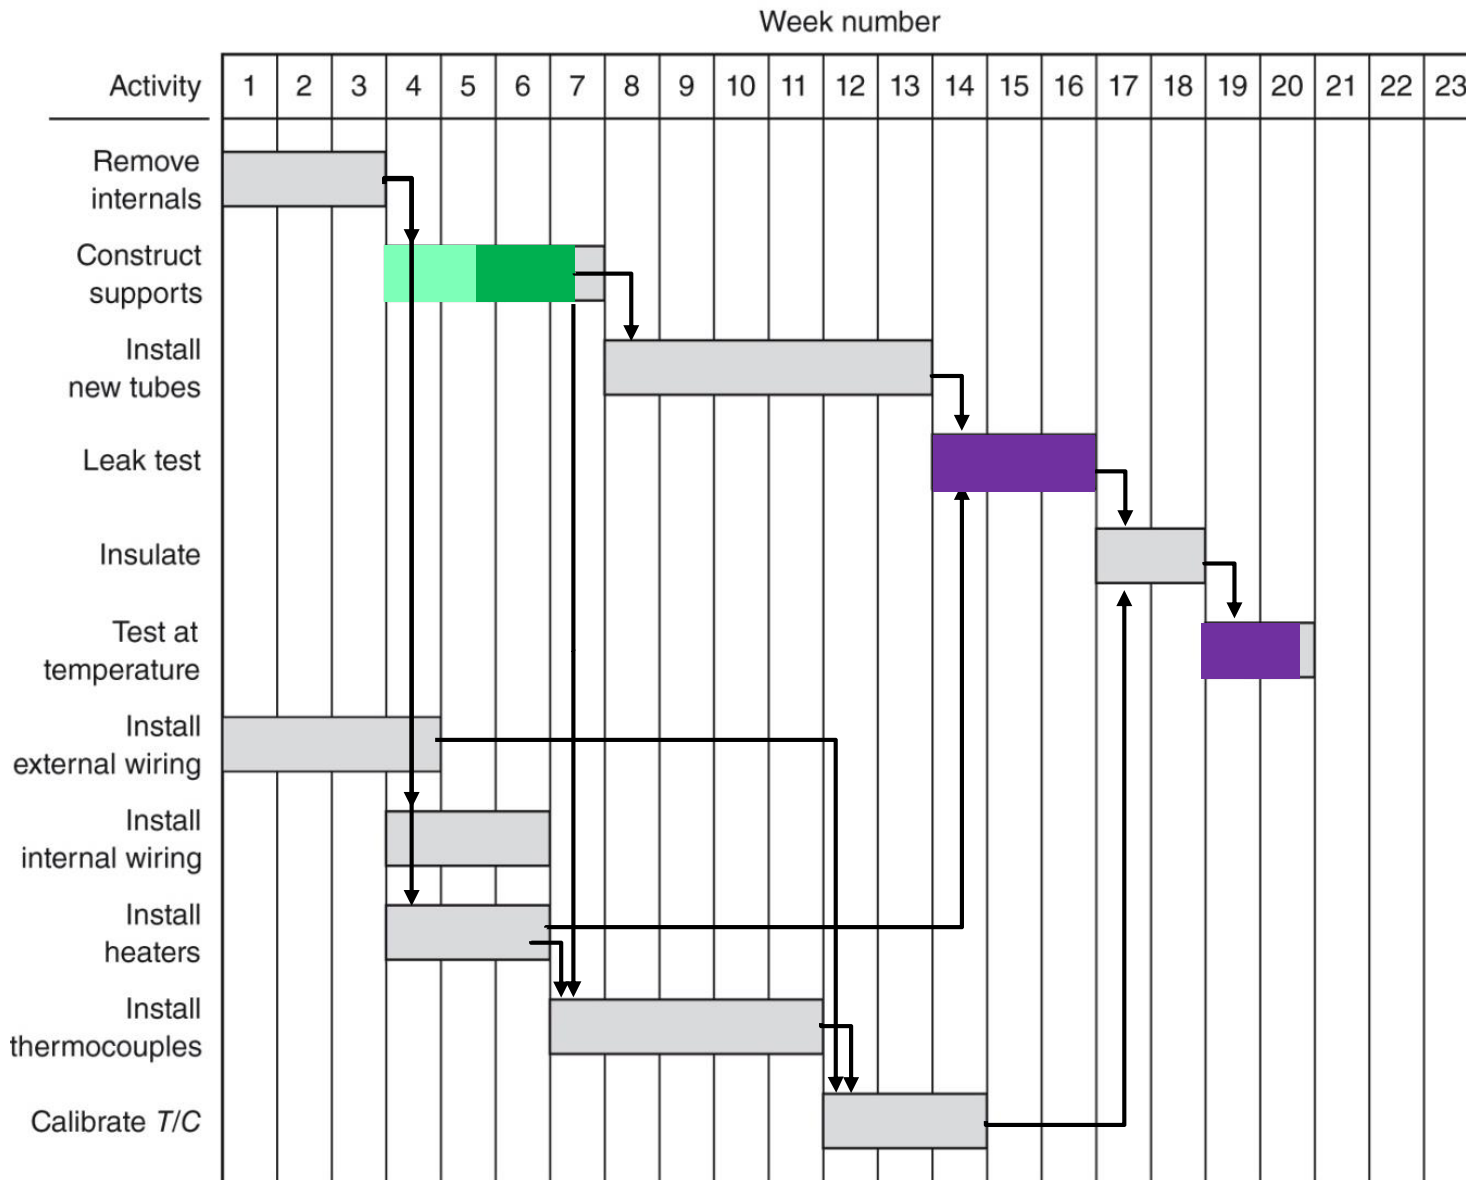 Week number
Activity 1 2 3 4 5 6 7 8 9 10 11 12 13 14 15 16 17 18 19 20 21 22 23
Remove
internals
Construct
supports
Install
new tubes
Leak test
Insulate
Test at
temperature
Install
external wiring
Install
internal wiring
Install
heaters
Install
thermocouples
Calibrate T/C